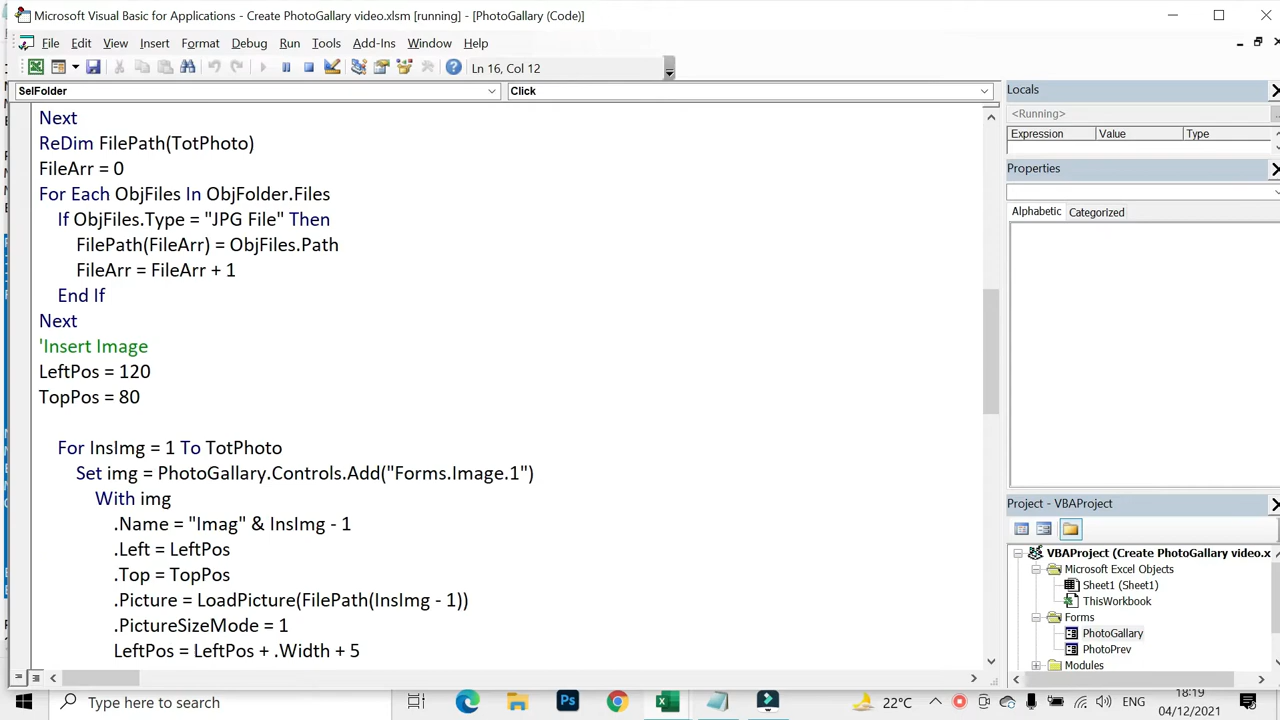 Microsoft Visual Basic for Applications - Create PhotoGallary video.xlsm [running] - [PhotoGallary (Code)]
File Edit View Insert Format Debug Run Tools Add-Ins Window Help
Ln 16, Col 12
SelFolder
Click
Next
ReDim FilePath(TotPhoto)
FileArr = 0
For Each ObjFiles In ObjFolder.Files
If ObjFiles.Type = "JPG File" Then
FilePath(FileArr) = ObjFiles.Path
FileArr = FileArr + 1
End If
Next
'Insert Image
LeftPos = 120
TopPos = 80
For InsImg = 1 To TotPhoto
Set img = PhotoGallary.Controls.Add("Forms.Image.1")
With img
.Name = "Imag" & InsImg - 1
.Left = LeftPos
.Top = TopPos
.Picture = LoadPicture(FilePath(InsImg - 1))
.PictureSizeMode = 1
LeftPos = LeftPos + .Width + 5
Locals
<Running>
Expression Value Type
Properties
Alphabetic Categorized
Project - VBAProject
VBAProject (Create PhotoGallary video.x
Microsoft Excel Objects
Sheet1 (Sheet1)
ThisWorkbook
Forms
PhotoGallary
PhotoPrev
Modules
Type here to search
Ps
22°C
ENG
18:19
04/12/2021